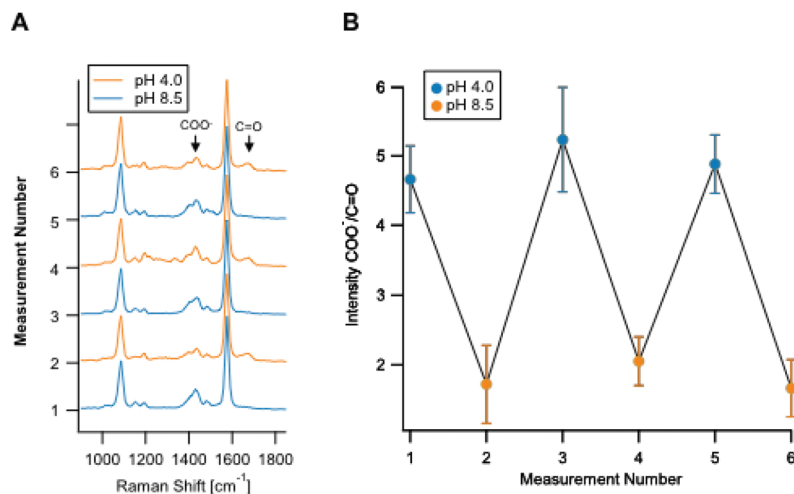 A
pH 4.0
pH 8.5
COO⁻
C=O
Measurement Number
6
5
4
3
2
1
1000 1200 1400 1600 1800
Raman Shift [cm⁻¹]
B
pH 4.0
pH 8.5
Intensity COO⁻/C=O
6
5
4
3
2
1 2 3 4 5 6
Measurement Number